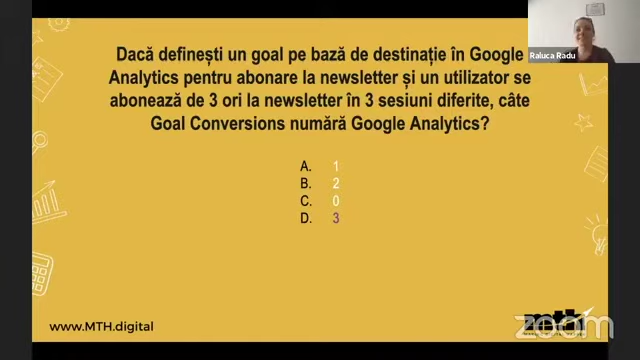 Dacă definești un goal pe bază de destinație în Google
Analytics pentru abonare la newsletter și un utilizator se
abonează de 3 ori la newsletter în 3 sesiuni diferite, câte
Goal Conversions numără Google Analytics?
A. 1
B. 2
C. 0
D. 3
Raluca Radu
www.MTH.digital
mth
zoom